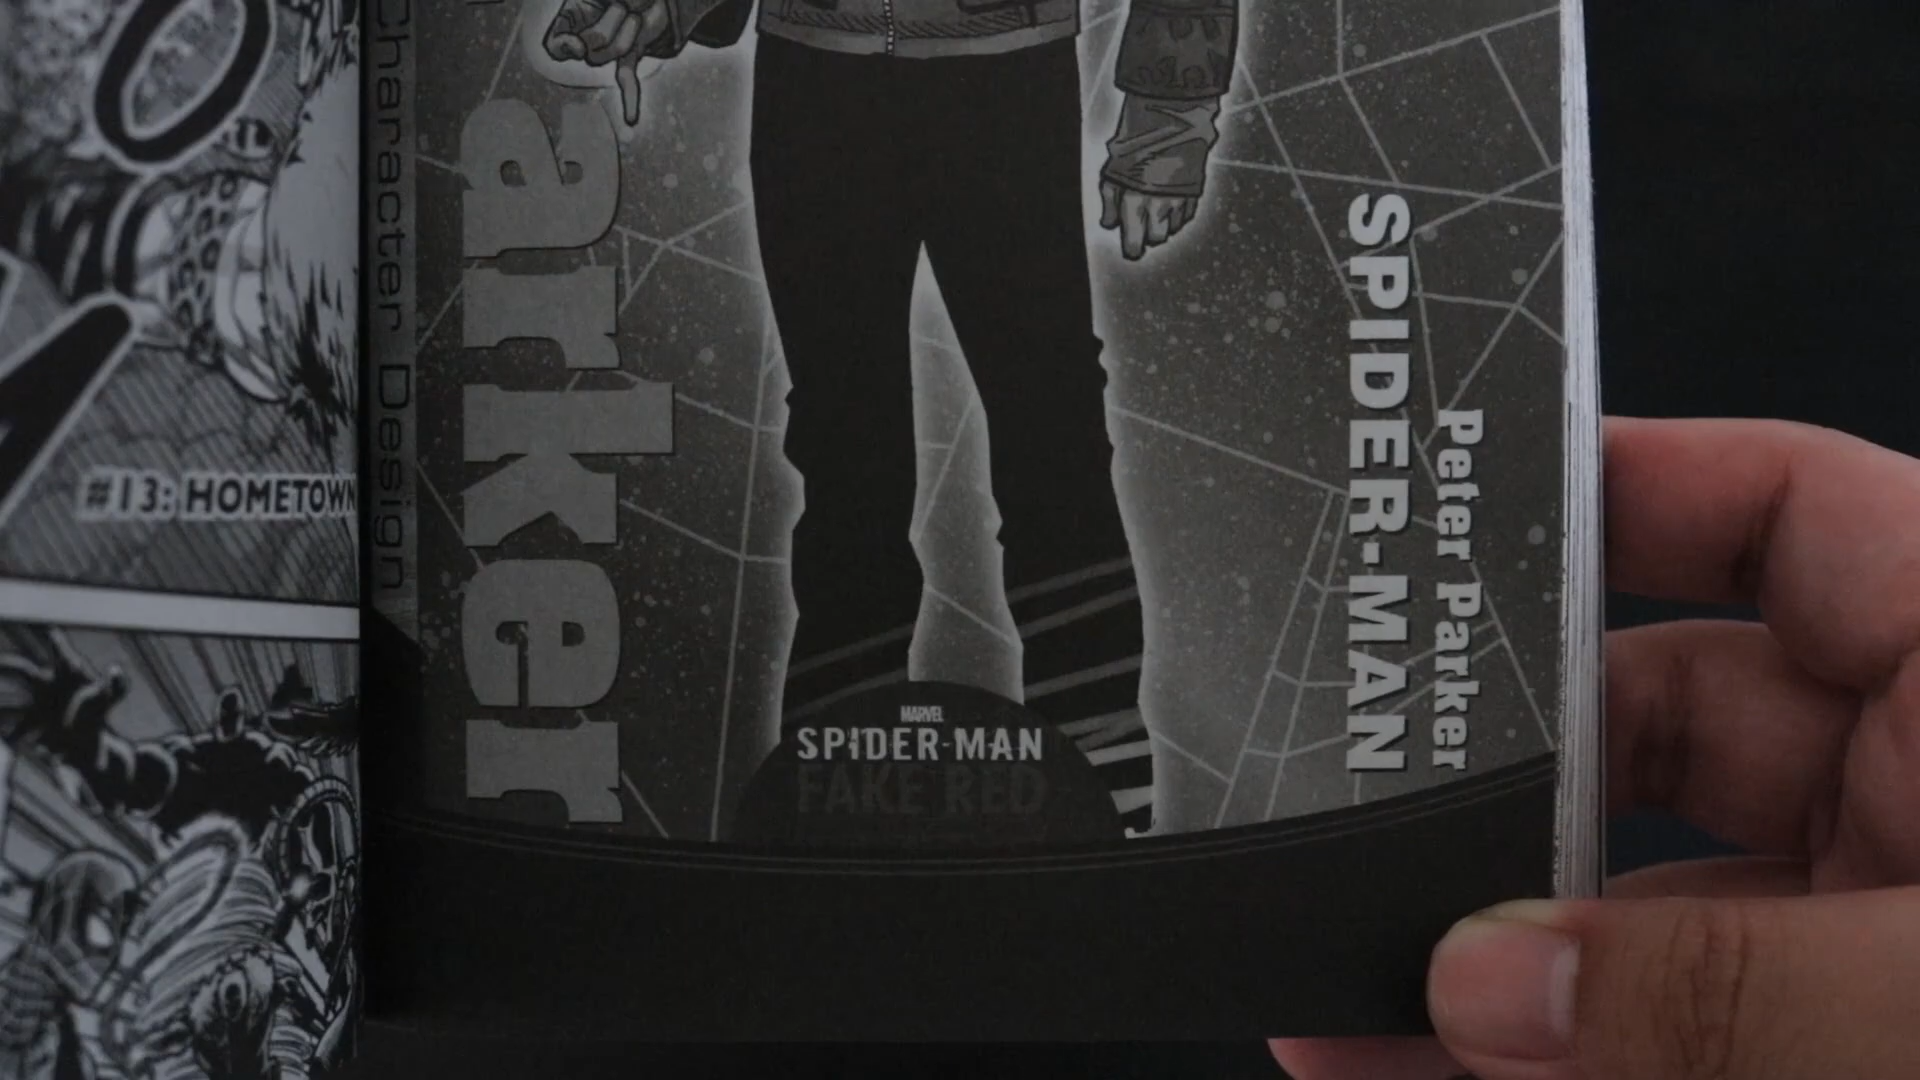 #13: HOMETOWN
Character Design
arker
SPIDER-MAN
Peter Parker
MARVEL
SPIDER-MAN
FAKE RED